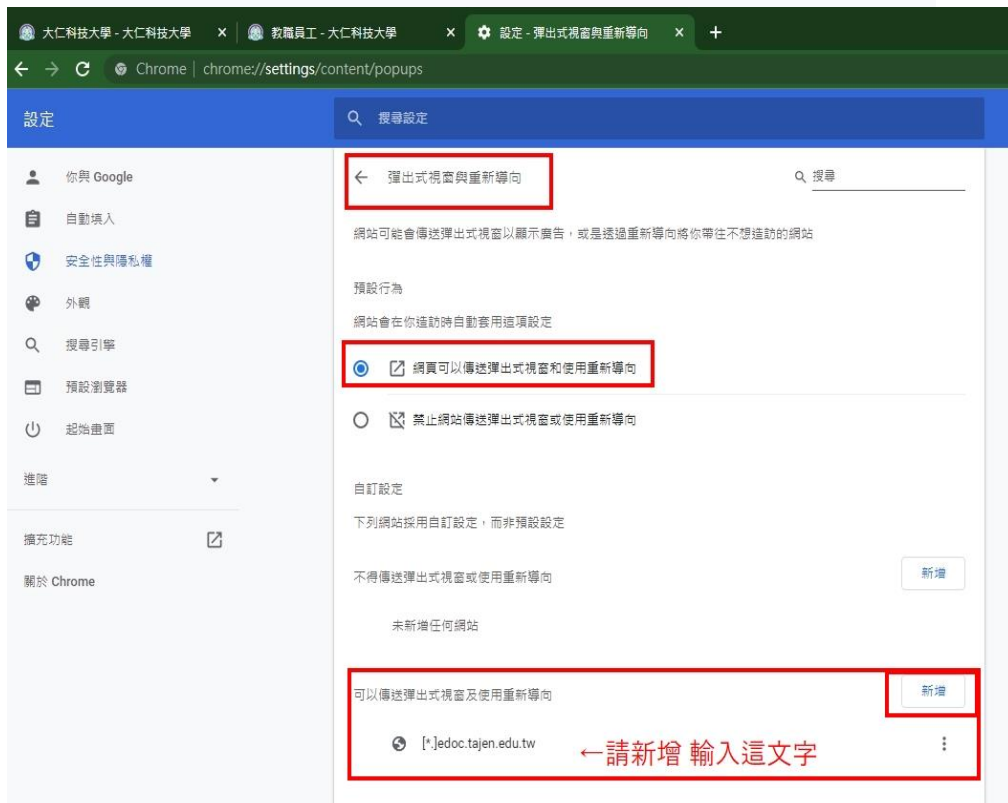 大仁科技大學 - 大仁科技大學
教職員工 - 大仁科技大學
設定 - 彈出式視窗與重新導向
Chrome | chrome://settings/content/popups
設定
搜尋設定
你與 Google
自動填入
安全性與隱私權
外觀
搜尋引擎
預設瀏覽器
起始畫面
進階
擴充功能
關於 Chrome
彈出式視窗與重新導向
搜尋
網站可能會傳送彈出式視窗以顯示廣告，或是透過重新導向將你帶往不想造訪的網站
預設行為
網站會在你造訪時自動套用這項設定
網頁可以傳送彈出式視窗和使用重新導向
禁止網站傳送彈出式視窗或使用重新導向
自訂設定
下列網站採用自訂設定，而非預設設定
不得傳送彈出式視窗或使用重新導向
新增
未新增任何網站
可以傳送彈出式視窗及使用重新導向
新增
[*.]edoc.tajen.edu.tw
←請新增 輸入這文字